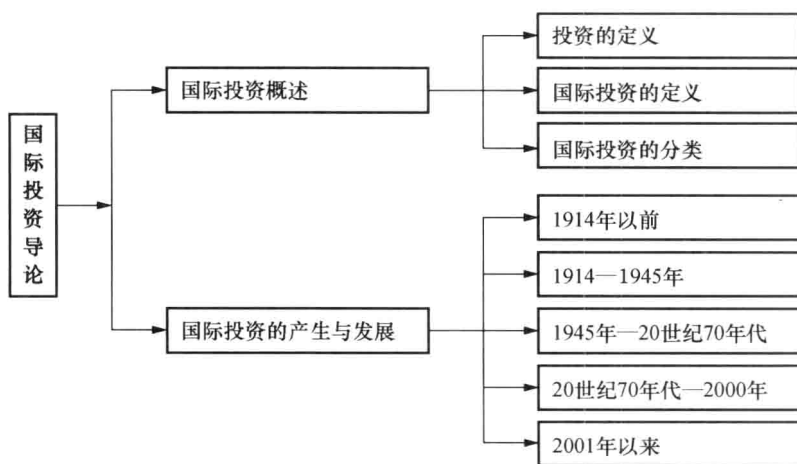 国际投资导论
国际投资概述
投资的定义
国际投资的定义
国际投资的分类
国际投资的产生与发展
1914年以前
1914—1945年
1945年—20世纪70年代
20世纪70年代—2000年
2001年以来